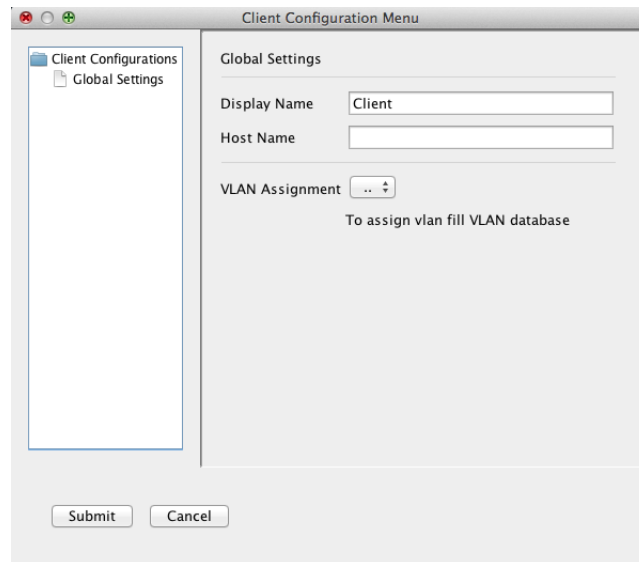 Client Configuration Menu
Client Configurations
Global Settings
Global Settings
Display Name Client
Host Name
VLAN Assignment ..
To assign vlan fill VLAN database
Submit Cancel